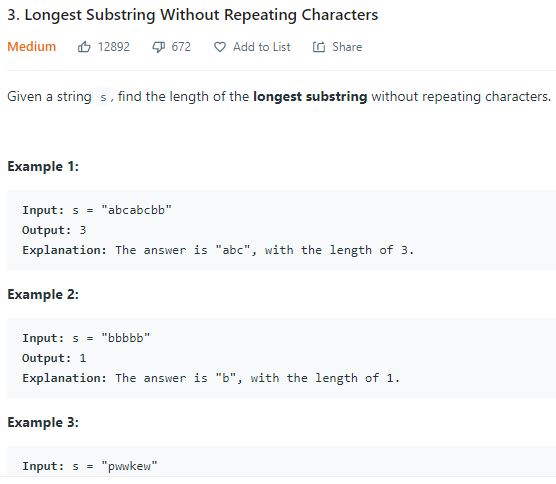 3. Longest Substring Without Repeating Characters
Medium 12892 672 Add to List Share
Given a string s, find the length of the longest substring without repeating characters.
Example 1:
Input: s = "abcabcbb"
Output: 3
Explanation: The answer is "abc", with the length of 3.
Example 2:
Input: s = "bbbbb"
Output: 1
Explanation: The answer is "b", with the length of 1.
Example 3:
Input: s = "pwwkew"